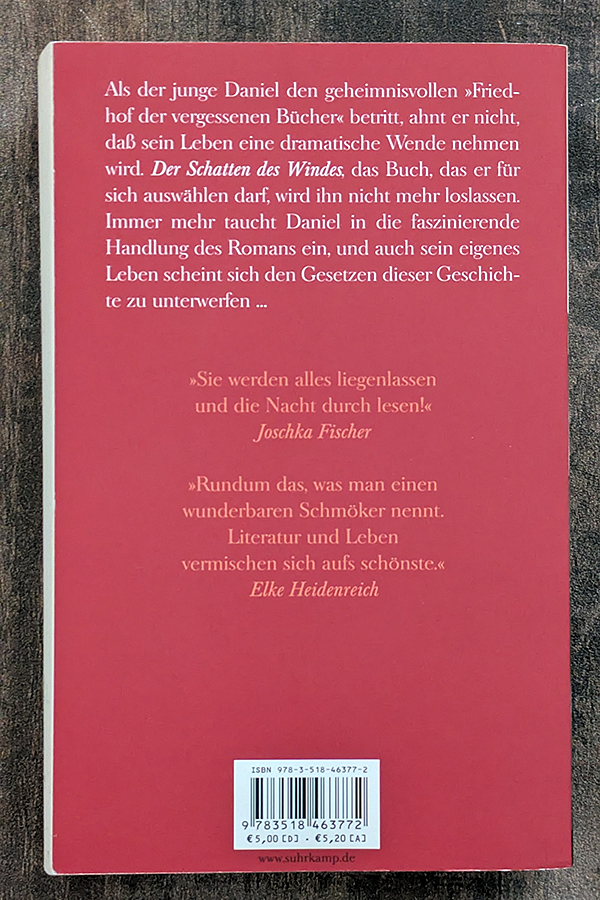 Als der junge Daniel den geheimnisvollen »Fried-
hof der vergessenen Bücher« betritt, ahnt er nicht,
daß sein Leben eine dramatische Wende nehmen
wird. Der Schatten des Windes, das Buch, das er für
sich auswählen darf, wird ihn nicht mehr loslassen.
Immer mehr taucht Daniel in die faszinierende
Handlung des Romans ein, und auch sein eigenes
Leben scheint sich den Gesetzen dieser Geschich-
te zu unterwerfen ...
»Sie werden alles liegenlassen
und die Nacht durch lesen!«
Joschka Fischer
»Rundum das, was man einen
wunderbaren Schmöker nennt.
Literatur und Leben
vermischen sich aufs schönste.«
Elke Heidenreich
ISBN 978-3-518-46377-2
9 783518 463772
€ 5,00 [D] - € 5,20 [A]
www.suhrkamp.de